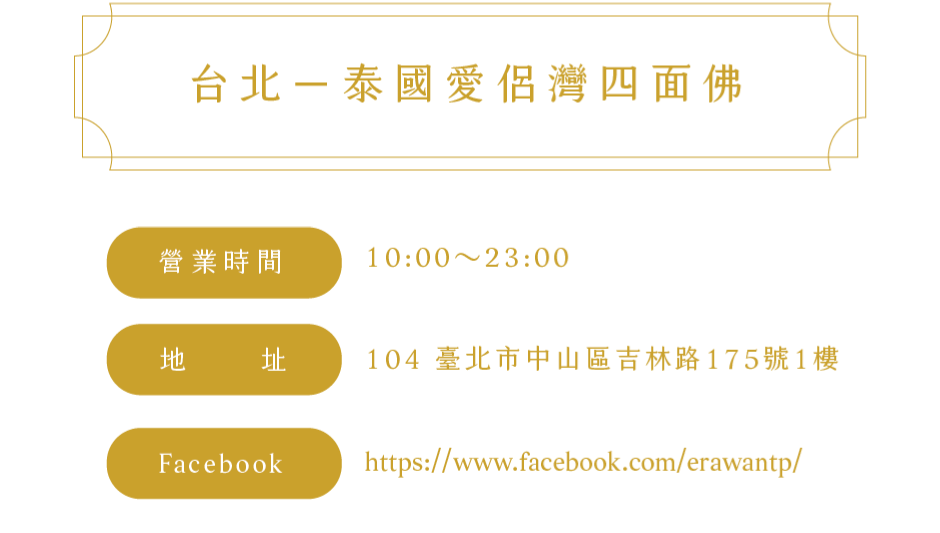 台北－泰國愛侶灣四面佛
營業時間 10:00～23:00
地址 104 臺北市中山區吉林路175號1樓
Facebook https://www.facebook.com/erawantp/